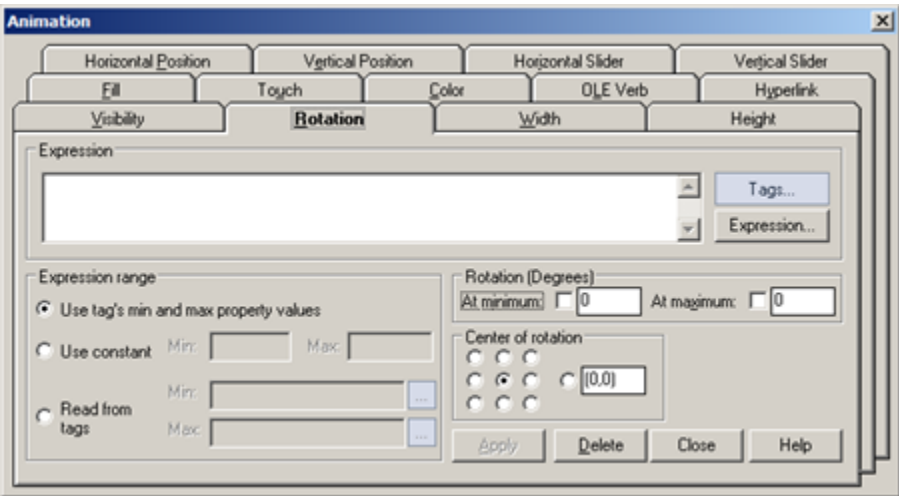 Animation
Horizontal Position Vertical Position Horizontal Slider Vertical Slider
Fill Touch Color OLE Verb Hyperlink
Visibility Rotation Width Height
Expression
Tags...
Expression...
Expression range
Use tag's min and max property values
Use constant Min: Max:
Read from tags
Min: ...
Max: ...
Rotation (Degrees)
At minimum: 0 At maximum: 0
Center of rotation
(0,0)
Apply Delete Close Help